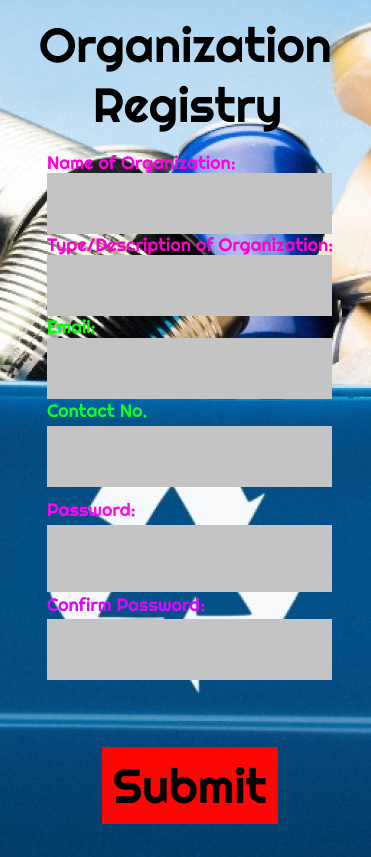 Organization
Registry
Name of Organization:
Type/Description of Organization:
Email:
Contact No.
Password:
Confirm Password:
Submit